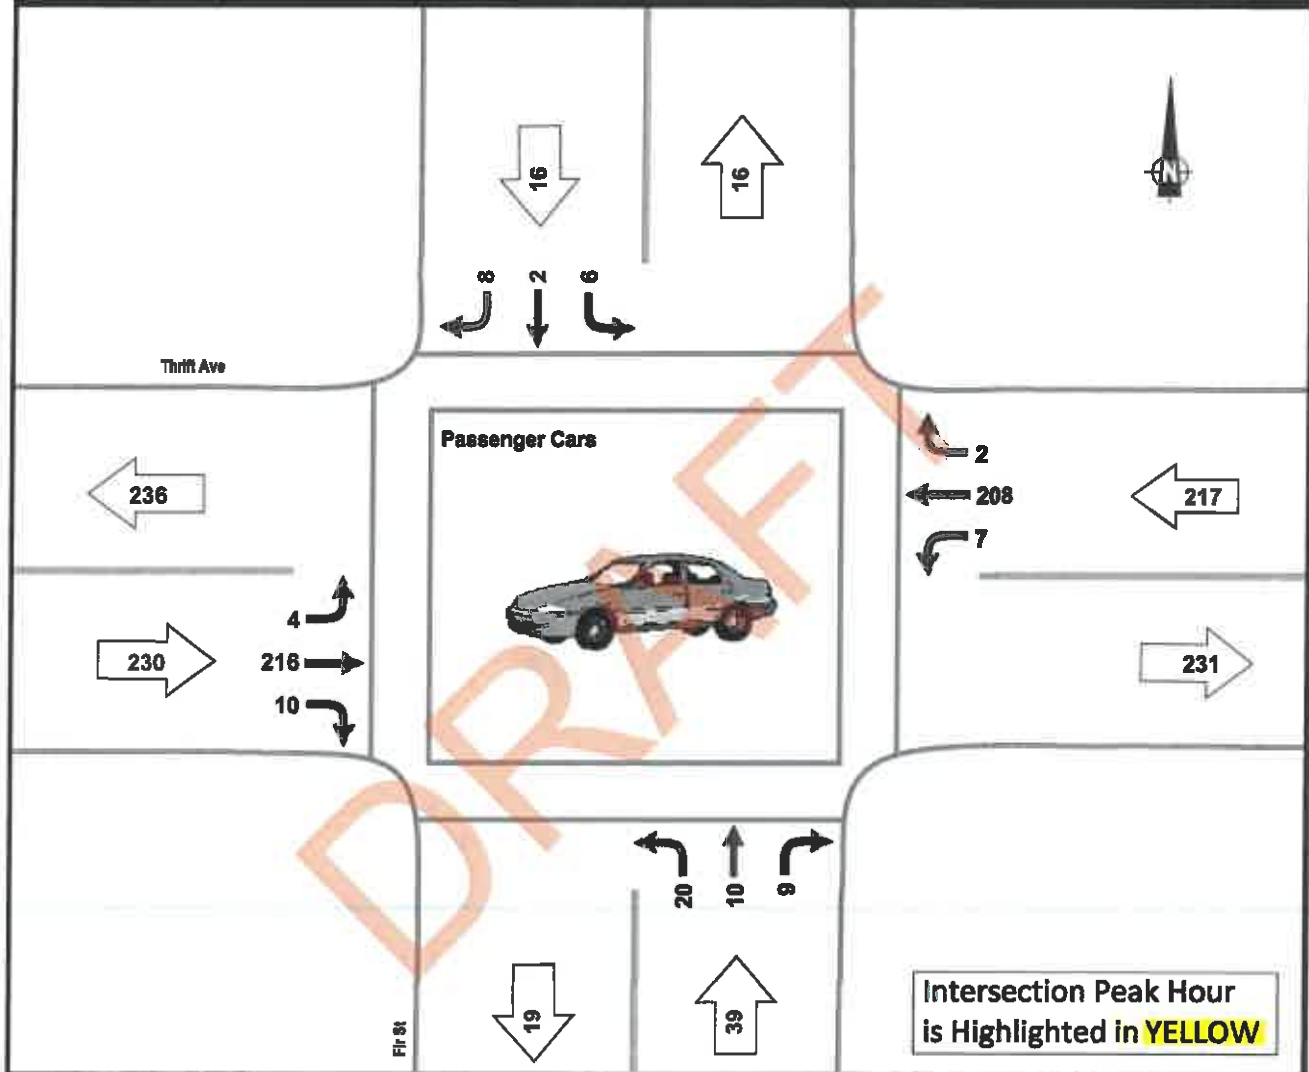 16
16
N
8
2
6
Thrift Ave
Passenger Cars
2
208
7
217
236
4
216
10
230
231
DRAFT
20
10
9
19
39
Fir St
Intersection Peak Hour
is Highlighted in YELLOW